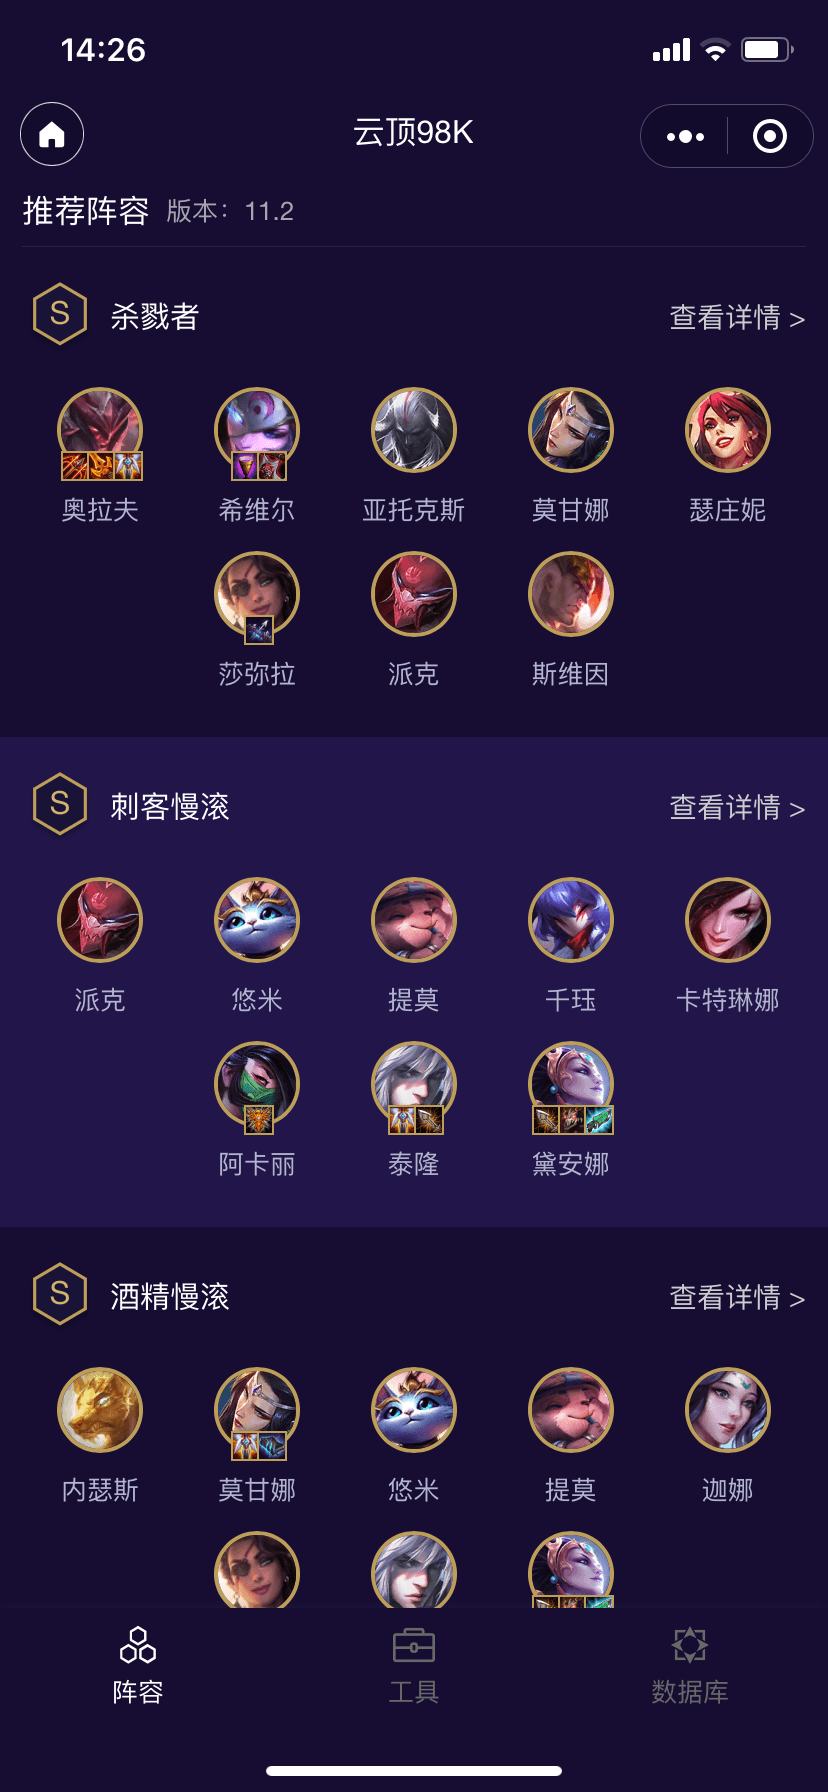 14:26
云顶98K
推荐阵容 版本：11.2
S 杀戮者 查看详情 >
奥拉夫 希维尔 亚托克斯 莫甘娜 瑟庄妮
莎弥拉 派克 斯维因
S 刺客慢滚 查看详情 >
派克 悠米 提莫 千珏 卡特琳娜
阿卡丽 泰隆 黛安娜
S 酒精慢滚 查看详情 >
内瑟斯 莫甘娜 悠米 提莫 迦娜
阵容 工具 数据库